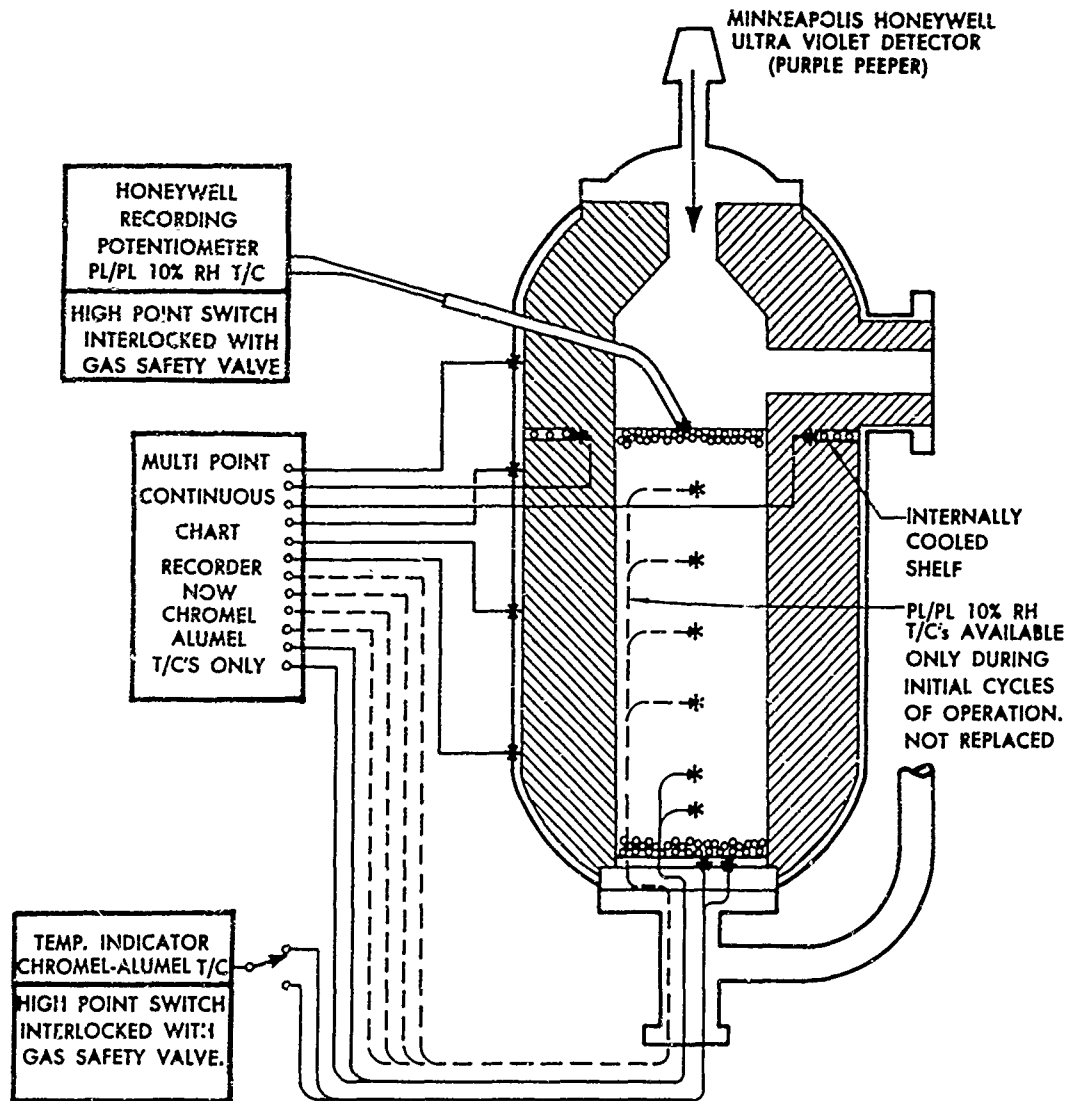 MINNEAPOLIS HONEYWELL
ULTRA VIOLET DETECTOR
(PURPLE PEEPER)
HONEYWELL
RECORDING
POTENTIOMETER
PL/PL 10% RH T/C
HIGH POINT SWITCH
INTERLOCKED WITH
GAS SAFETY VALVE
MULTI POINT
CONTINUOUS
CHART
RECORDER
NOW
CHROMEL
ALUMEL
T/C'S ONLY
INTERNALLY
COOLED
SHELF
PL/PL 10% RH
T/C's AVAILABLE
ONLY DURING
INITIAL CYCLES
OF OPERATION.
NOT REPLACED
TEMP. INDICATOR
CHROMEL-ALUMEL T/C
HIGH POINT SWITCH
INTERLOCKED WITH
GAS SAFETY VALVE.